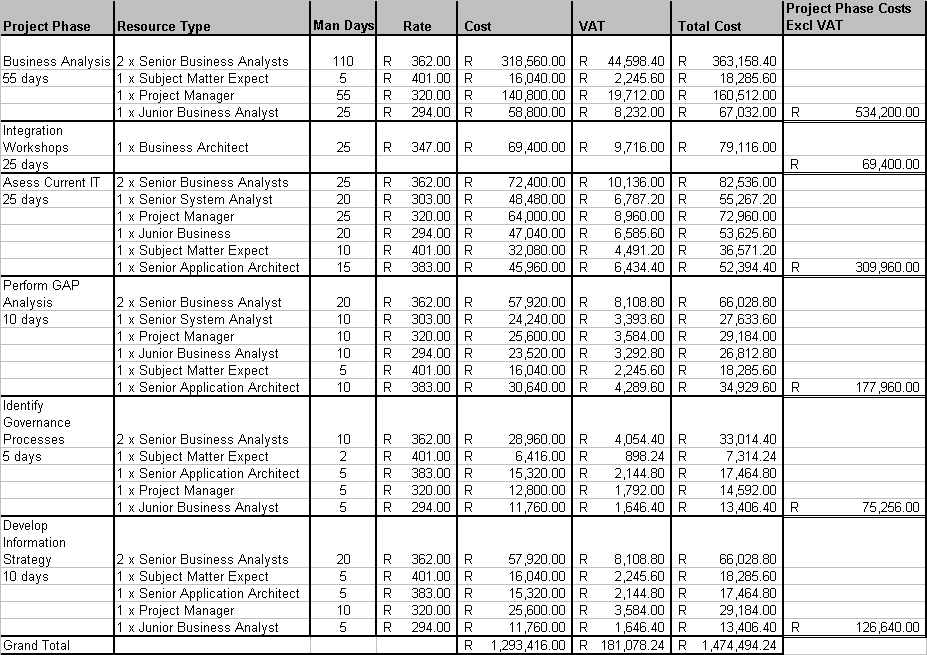 Project Phase Costs
Project Phase Resource Type Man Days Rate Cost VAT Total Cost Excl VAT
Business Analysis 2 x Senior Business Analysts 110 R 362.00 R 318,560.00 R 44,598.40 R 363,158.40
55 days 1 x Subject Matter Expect 5 R 401.00 R 16,040.00 R 2,245.60 R 18,285.60
1 x Project Manager 55 R 320.00 R 140,800.00 R 19,712.00 R 160,512.00
1 x Junior Business Analyst 25 R 294.00 R 58,800.00 R 8,232.00 R 67,032.00 R 534,200.00
Integration
Workshops 1 x Business Architect 25 R 347.00 R 69,400.00 R 9,716.00 R 79,116.00
25 days R 69,400.00
Asess Current IT 2 x Senior Business Analysts 25 R 362.00 R 72,400.00 R 10,136.00 R 82,536.00
25 days 1 x Senior System Analyst 20 R 303.00 R 48,480.00 R 6,787.20 R 55,267.20
1 x Project Manager 25 R 320.00 R 64,000.00 R 8,960.00 R 72,960.00
1 x Junior Business 20 R 294.00 R 47,040.00 R 6,585.60 R 53,625.60
1 x Subject Matter Expect 10 R 401.00 R 32,080.00 R 4,491.20 R 36,571.20
1 x Senior Application Architect 15 R 383.00 R 45,960.00 R 6,434.40 R 52,394.40 R 309,960.00
Perform GAP
Analysis 2 x Senior Business Analyst 20 R 362.00 R 57,920.00 R 8,108.80 R 66,028.80
10 days 1 x Senior System Analyst 10 R 303.00 R 24,240.00 R 3,393.60 R 27,633.60
1 x Project Manager 10 R 320.00 R 25,600.00 R 3,584.00 R 29,184.00
1 x Junior Business Analyst 10 R 294.00 R 23,520.00 R 3,292.80 R 26,812.80
1 x Subject Matter Expect 5 R 401.00 R 16,040.00 R 2,245.60 R 18,285.60
1 x Senior Application Architect 10 R 383.00 R 30,640.00 R 4,289.60 R 34,929.60 R 177,960.00
Identify
Governance
Processes 2 x Senior Business Analysts 10 R 362.00 R 28,960.00 R 4,054.40 R 33,014.40
5 days 1 x Subject Matter Expect 2 R 401.00 R 6,416.00 R 898.24 R 7,314.24
1 x Senior Application Architect 5 R 383.00 R 15,320.00 R 2,144.80 R 17,464.80
1 x Project Manager 5 R 320.00 R 12,800.00 R 1,792.00 R 14,592.00
1 x Junior Business Analyst 5 R 294.00 R 11,760.00 R 1,646.40 R 13,406.40 R 75,256.00
Develop
Information
Strategy 2 x Senior Business Analysts 20 R 362.00 R 57,920.00 R 8,108.80 R 66,028.80
10 days 1 x Subject Matter Expect 5 R 401.00 R 16,040.00 R 2,245.60 R 18,285.60
1 x Senior Application Architect 5 R 383.00 R 15,320.00 R 2,144.80 R 17,464.80
1 x Project Manager 10 R 320.00 R 25,600.00 R 3,584.00 R 29,184.00
1 x Junior Business Analyst 5 R 294.00 R 11,760.00 R 1,646.40 R 13,406.40 R 126,640.00
Grand Total R 1,293,416.00 R 181,078.24 R 1,474,494.24